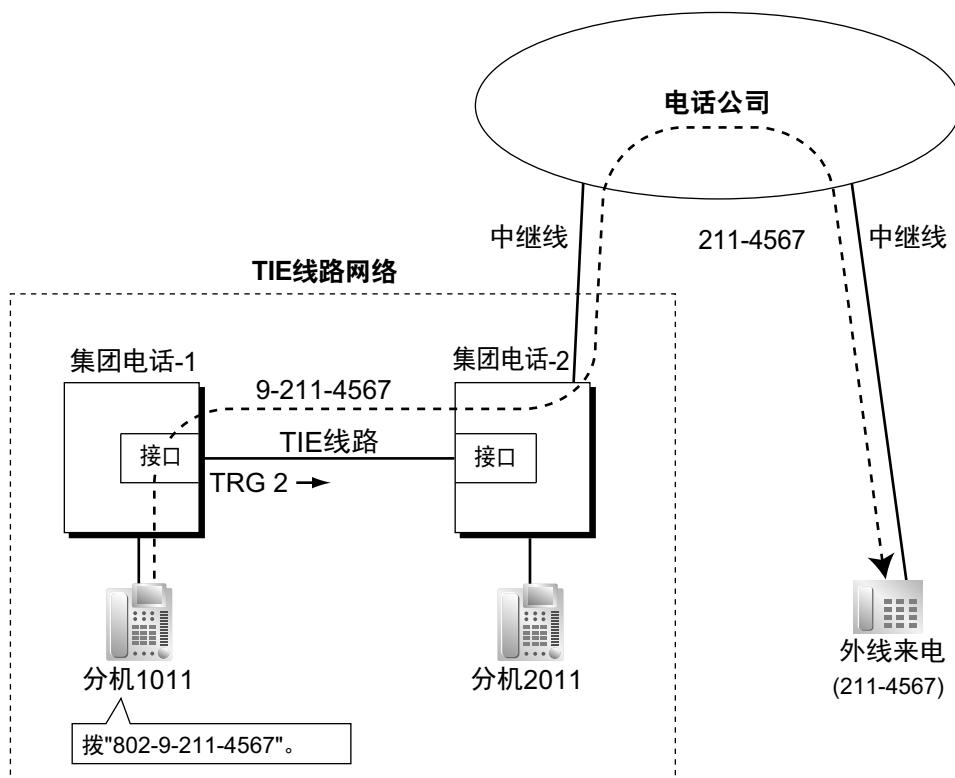 电话公司
中继线
211-4567
中继线
TIE线路网络
集团电话-1
集团电话-2
9-211-4567
接口
TIE线路
接口
TRG 2
分机1011
分机2011
外线来电
(211-4567)
拨"802-9-211-4567"。